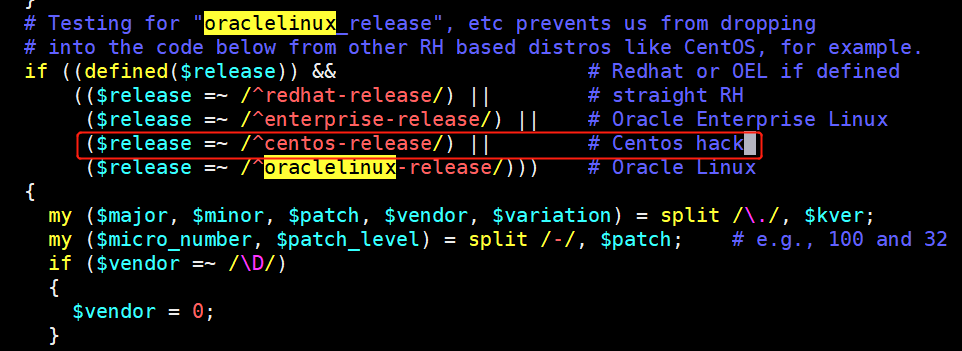 }
# Testing for "oraclelinux_release", etc prevents us from dropping
# into the code below from other RH based distros like CentOS, for example.
if ((defined($release)) &&                     # Redhat or OEL if defined
    (($release =~ /^redhat-release/) ||        # straight RH
     ($release =~ /^enterprise-release/) ||    # Oracle Enterprise Linux
     ($release =~ /^centos-release/) ||        # Centos hack
     ($release =~ /^oraclelinux-release/)))    # Oracle Linux
{
  my ($major, $minor, $patch, $vendor, $variation) = split /\./, $kver;
  my ($micro_number, $patch_level) = split /-/, $patch;    # e.g., 100 and 32
  if ($vendor =~ /\D/)
  {
    $vendor = 0;
  }